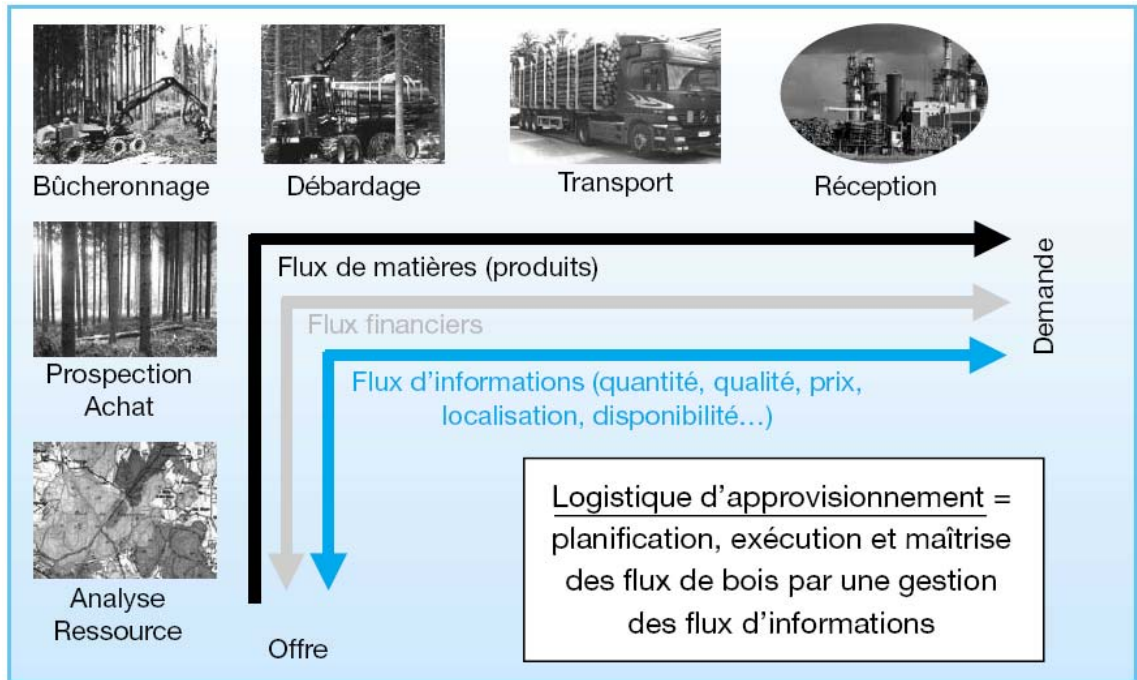 Bûcheronnage
Débardage
Transport
Réception
Flux de matières (produits)
Flux financiers
Flux d’informations (quantité, qualité, prix,
localisation, disponibilité…)
Demande
Prospection
Achat
Analyse
Ressource
Offre
Logistique d’approvisionnement =
planification, exécution et maîtrise
des flux de bois par une gestion
des flux d’informations